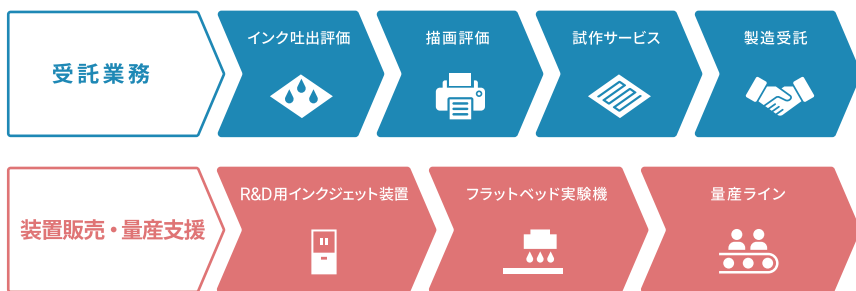 受託業務
インク吐出評価
描画評価
試作サービス
製造受託
装置販売・量産支援
R&D用インクジェット装置
フラットベッド実験機
量産ライン